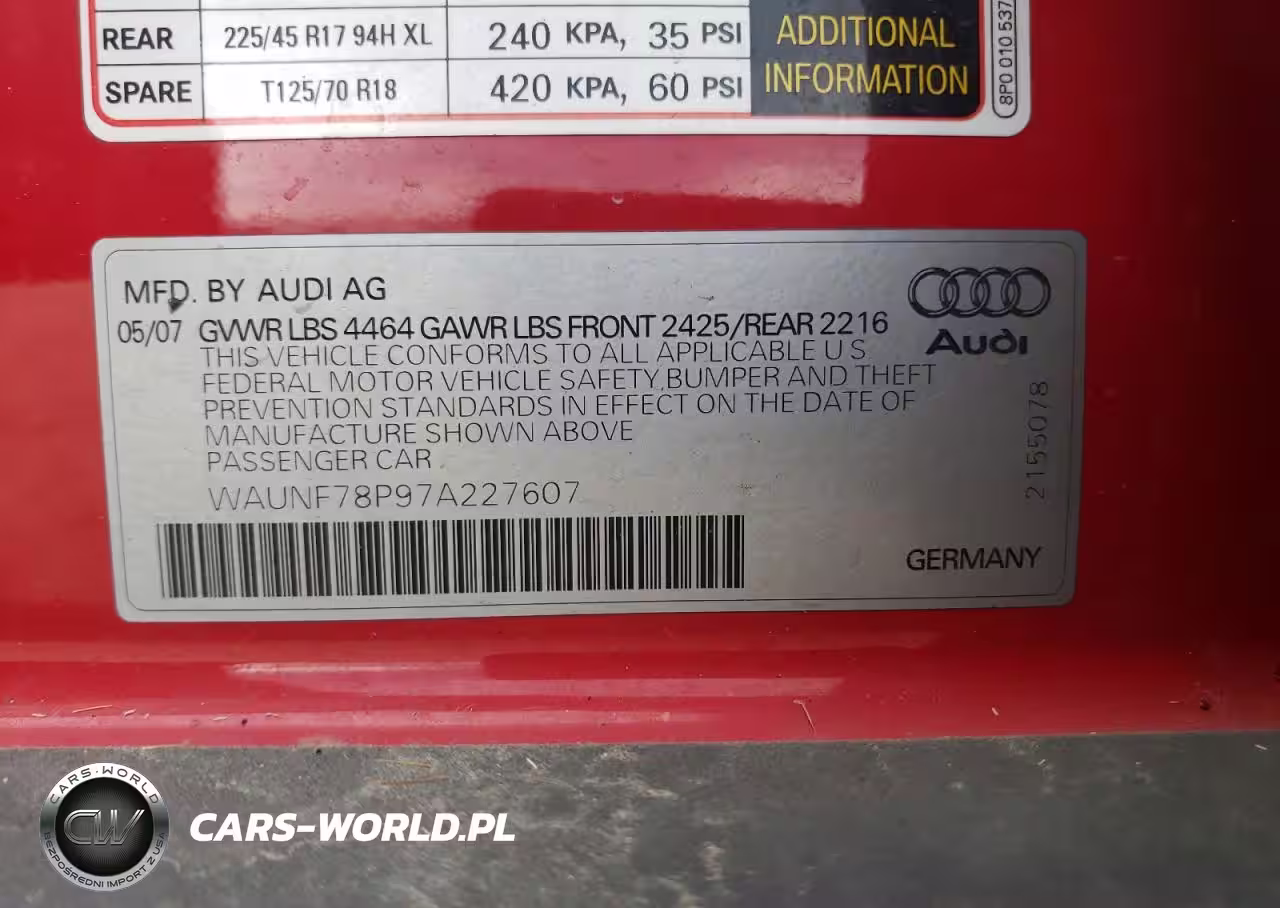 REAR 225/45 R17 94H XL 240 KPA, 35 PSI
SPARE T125/70 R18 420 KPA, 60 PSI
ADDITIONAL
INFORMATION
8P0 010 537
MFD. BY AUDI AG
05/07 GVWR LBS 4464 GAWR LBS FRONT 2425/REAR 2216
THIS VEHICLE CONFORMS TO ALL APPLICABLE U S
FEDERAL MOTOR VEHICLE SAFETY,BUMPER AND THEFT
PREVENTION STANDARDS IN EFFECT ON THE DATE OF
MANUFACTURE SHOWN ABOVE
PASSENGER CAR
WAUNF78P97A227607
Audi
2155078
GERMANY
CARS-WORLD
CW
BEZPOŚREDNI IMPORT Z USA
CARS-WORLD.PL